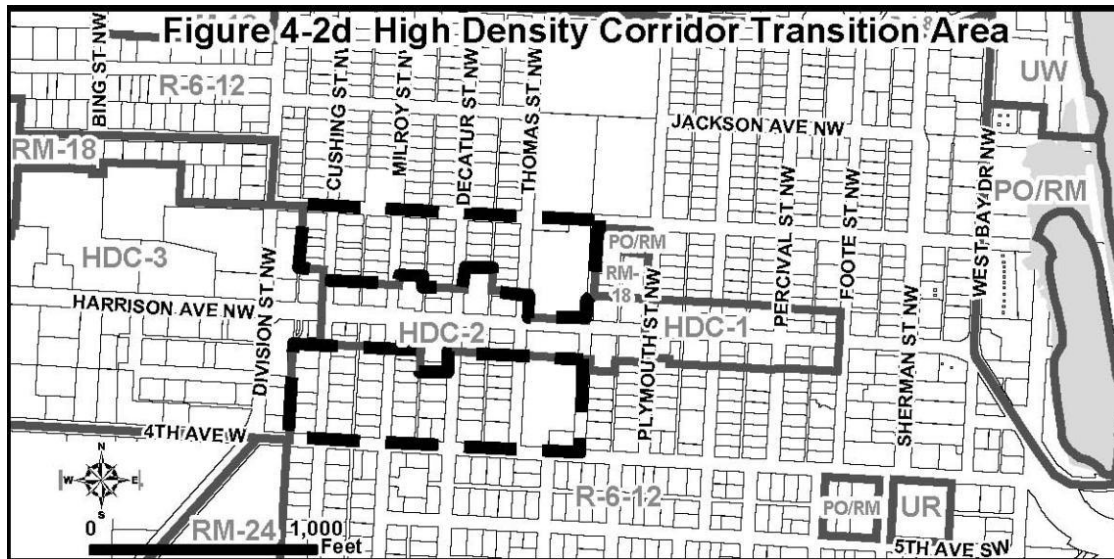 Figure 4-2d High Density Corridor Transition Area
BING ST NW
R-6-12
CUSHING ST NW
MILROY ST NW
DECATUR ST NW
THOMAS ST NW
JACKSON AVE NW
UW
RM-18
PERCIVAL ST NW
FOOTE ST NW
WEST BAY DR NW
PO/RM
HDC-3
PO/RM
RM-
18
HARRISON AVE NW
DIVISION ST NW
HDC-2
PLYMOUTH ST NW
HDC-1
SHERMAN ST NW
4TH AVE W
N
W
E
S
R-6-12
PO/RM
UR
RM-24
0
1,000
Feet
5TH AVE SW